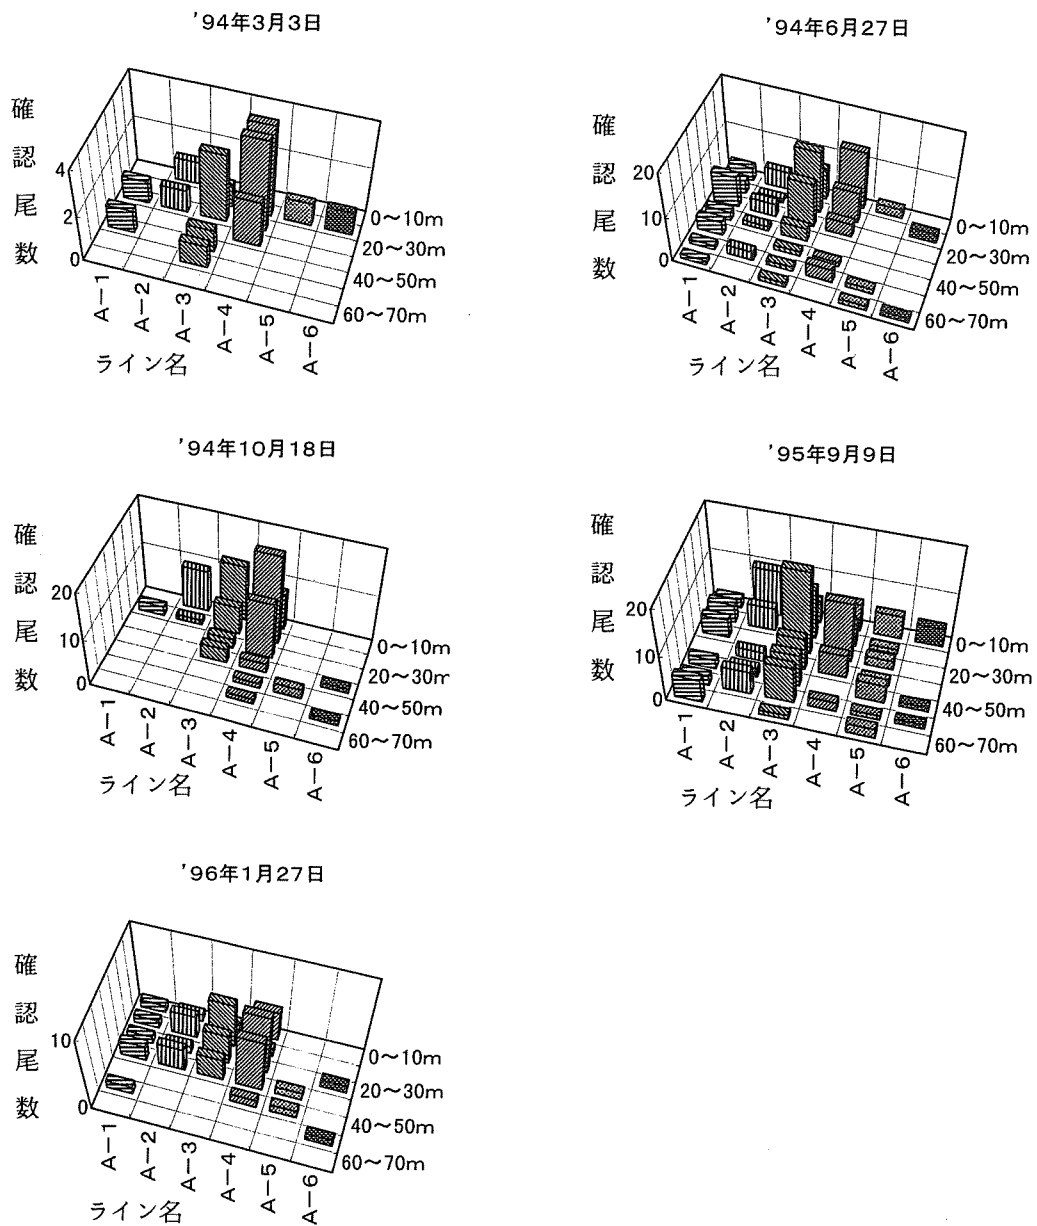 '94年3月3日
確認尾数
4
2
0
A-1
A-2
A-3
A-4
A-5
A-6
0〜10m
20〜30m
40〜50m
60〜70m
ライン名
'94年6月27日
確認尾数
20
10
0
A-1
A-2
A-3
A-4
A-5
A-6
0〜10m
20〜30m
40〜50m
60〜70m
ライン名
'94年10月18日
確認尾数
20
10
0
A-1
A-2
A-3
A-4
A-5
A-6
0〜10m
20〜30m
40〜50m
60〜70m
ライン名
'95年9月9日
確認尾数
20
10
0
A-1
A-2
A-3
A-4
A-5
A-6
0〜10m
20〜30m
40〜50m
60〜70m
ライン名
'96年1月27日
確認尾数
10
0
A-1
A-2
A-3
A-4
A-5
A-6
0〜10m
20〜30m
40〜50m
60〜70m
ライン名